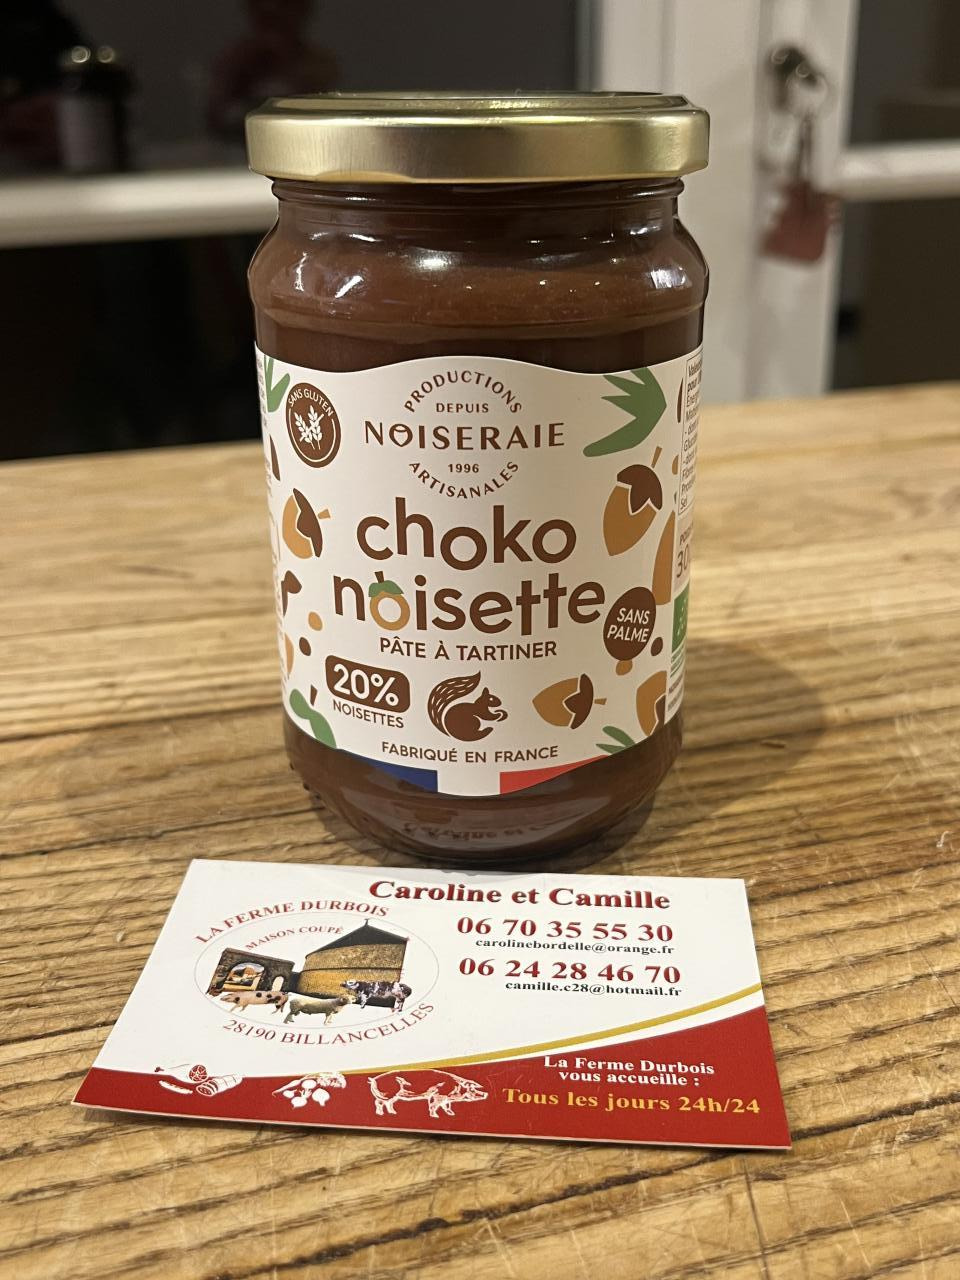 SANS GLUTEN
PRODUCTIONS
DEPUIS
NOISERAIE
1996
ARTISANALES
choko
noisette
SANS
PALME
PÂTE À TARTINER
20%
NOISETTES
FABRIQUÉ EN FRANCE
LA FERME DURBOIS
MAISON COUPÉ
28190 BILLANCELLES
Caroline et Camille
06 70 35 55 30
carolinebordelle@orange.fr
06 24 28 46 70
camille.c28@hotmail.fr
La Ferme Durbois
vous accueille :
Tous les jours 24h/24